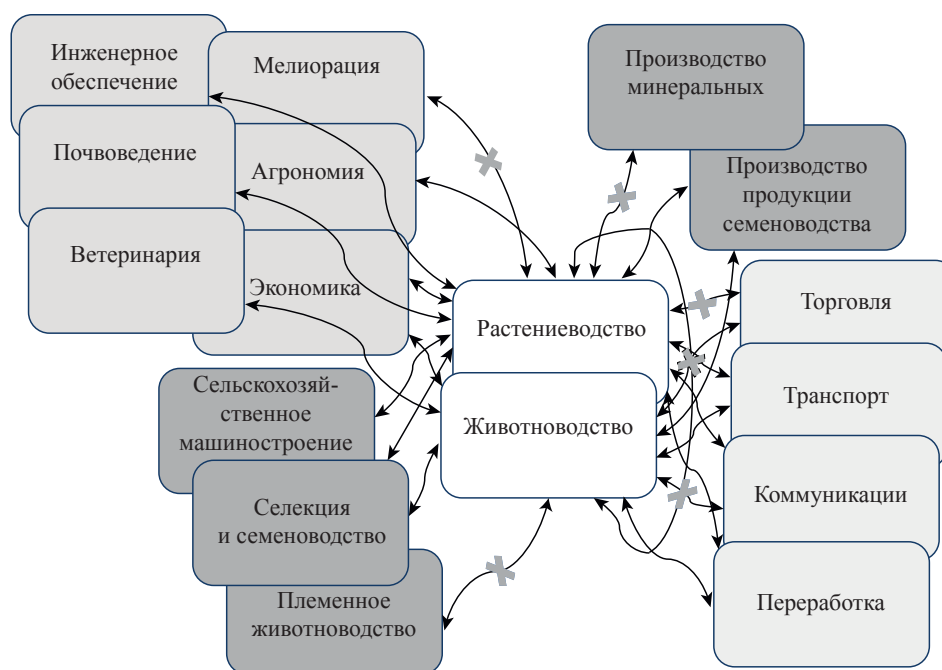 Инженерное
обеспечение
Мелиорация
Почвоведение
Агрономия
Ветеринария
Экономика
Сельскохозяй-
ственное
машиностроение
Селекция
и семеноводство
Племенное
животноводство
Растениеводство
Животноводство
Производство
минеральных
Производство
продукции
семеноводства
Торговля
Транспорт
Коммуникации
Переработка